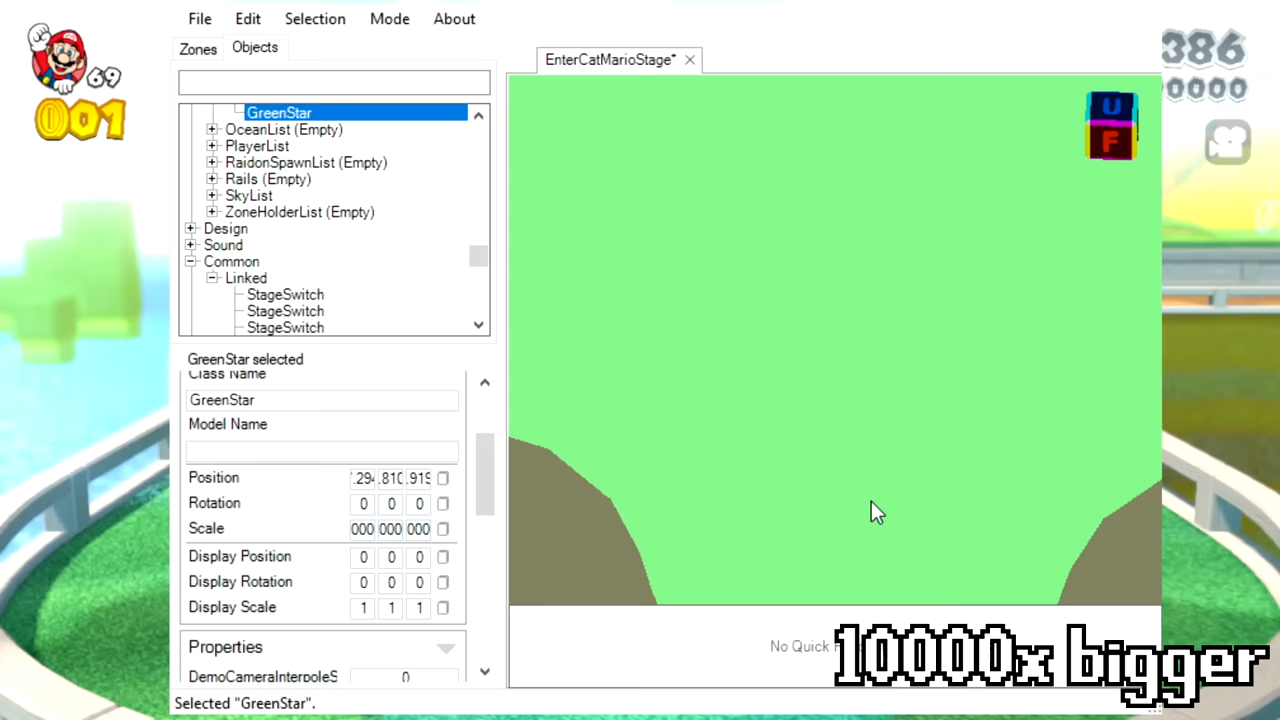 File Edit Selection Mode About
69
001
Zones Objects
EnterCatMarioStage*
386
0000
GreenStar
OceanList (Empty)
PlayerList
RaidonSpawnList (Empty)
Rails (Empty)
SkyList
ZoneHolderList (Empty)
Design
Sound
Common
Linked
StageSwitch
StageSwitch
StageSwitch
U
F
GreenStar selected
Class Name
GreenStar
Model Name
Position .294 .810 .919
Rotation 0 0 0
Scale 000 000 000
Display Position 0 0 0
Display Rotation 0 0 0
Display Scale 1 1 1
Properties
DemoCameraInterpoleS 0
No Quick
10000x bigger
Selected "GreenStar".